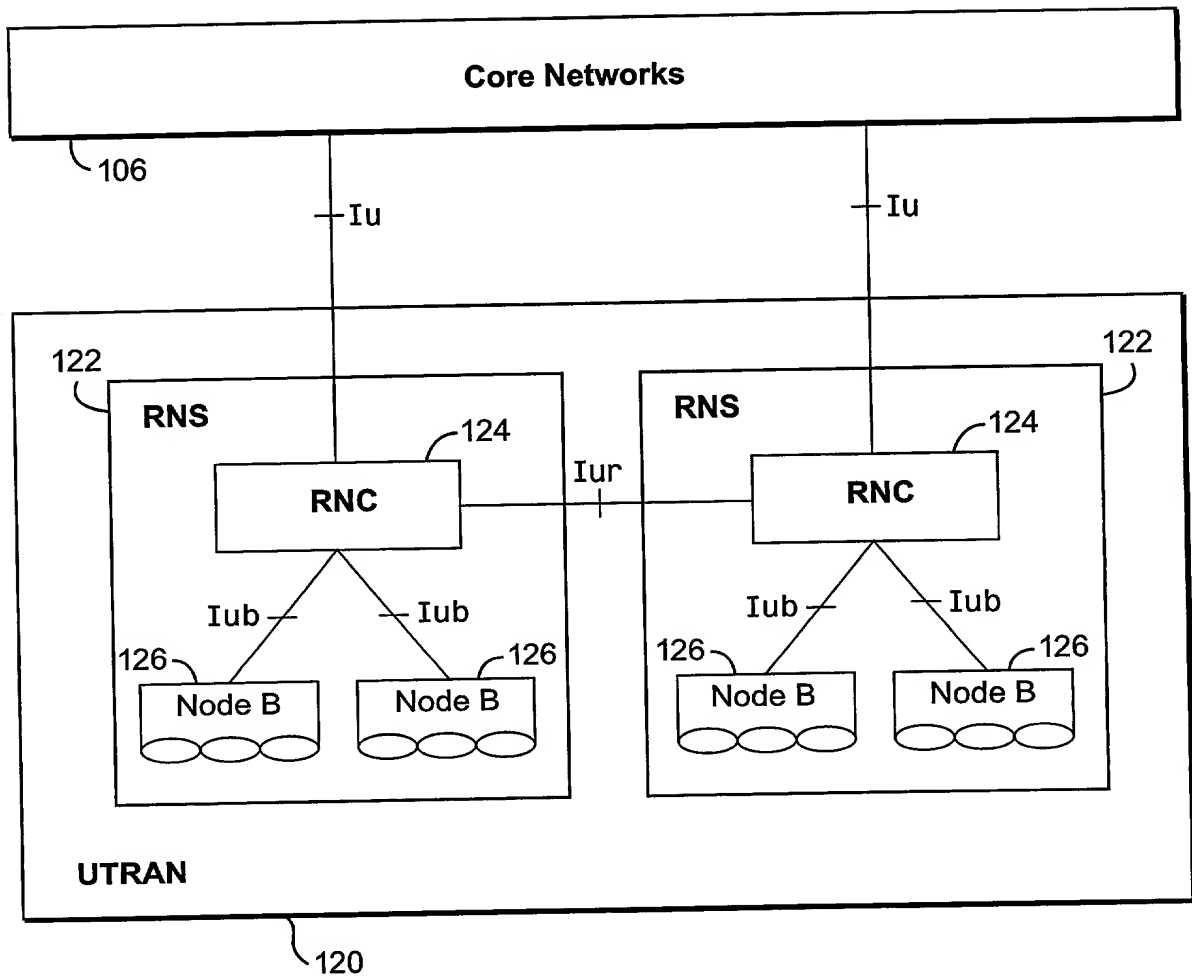 Core Networks
106
Iu
Iu
122
122
RNS
RNS
124
124
RNC
Iur
RNC
Iub
Iub
Iub
Iub
126
126
126
126
Node B
Node B
Node B
Node B
UTRAN
120